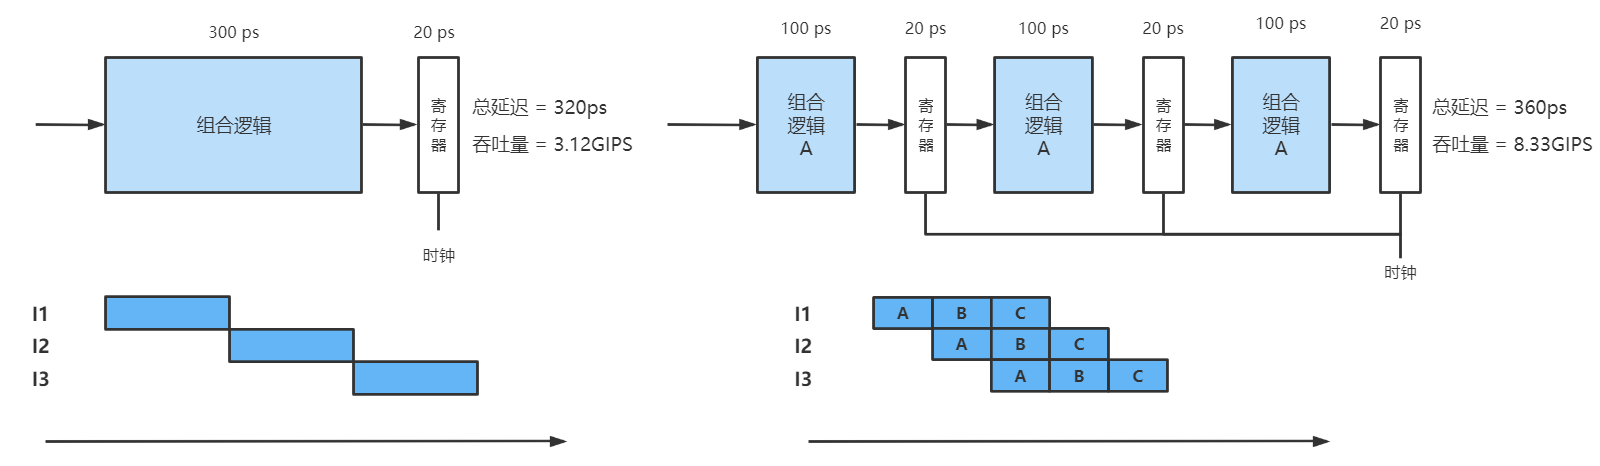 300 ps
20 ps
组合逻辑
寄
存
器
总延迟 = 320ps
吞吐量 = 3.12GIPS
时钟
I1
I2
I3
100 ps
20 ps
100 ps
20 ps
100 ps
20 ps
组合
逻辑
A
寄
存
器
组合
逻辑
A
寄
存
器
组合
逻辑
A
寄
存
器
总延迟 = 360ps
吞吐量 = 8.33GIPS
时钟
I1 A B C
I2 A B C
I3 A B C